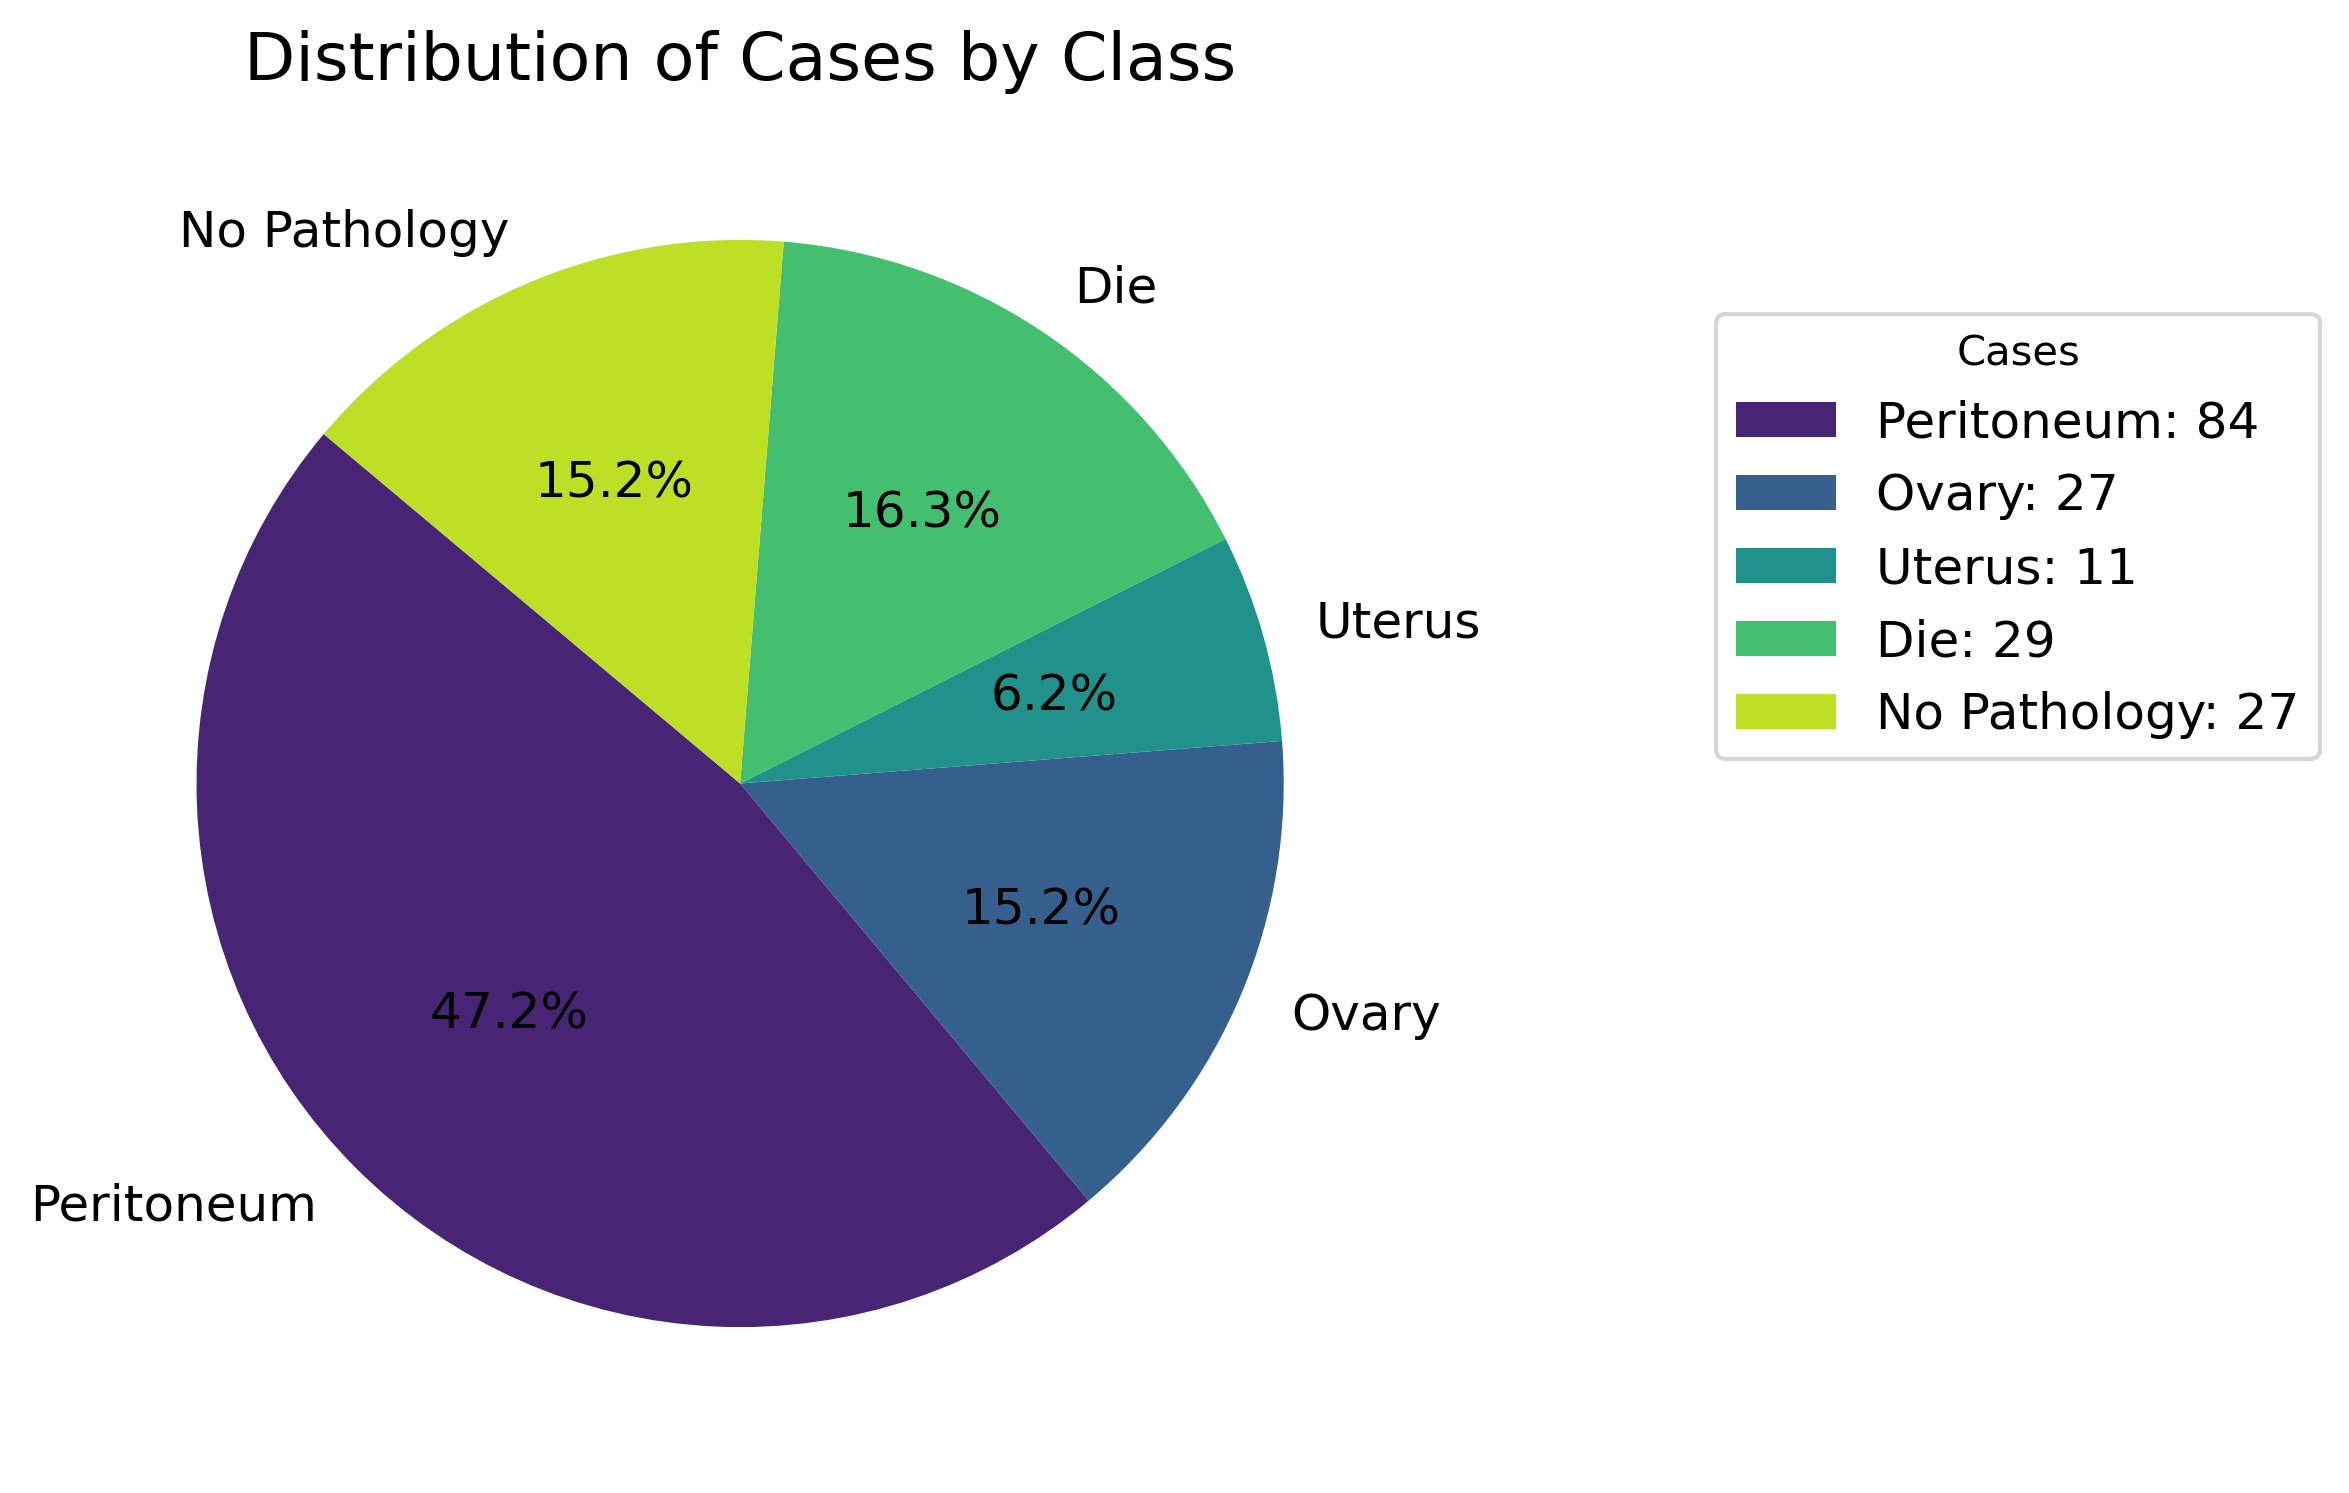 Distribution of Cases by Class
No Pathology
Die
Uterus
Ovary
Peritoneum
15.2%
16.3%
6.2%
15.2%
47.2%
Cases
Peritoneum: 84
Ovary: 27
Uterus: 11
Die: 29
No Pathology: 27